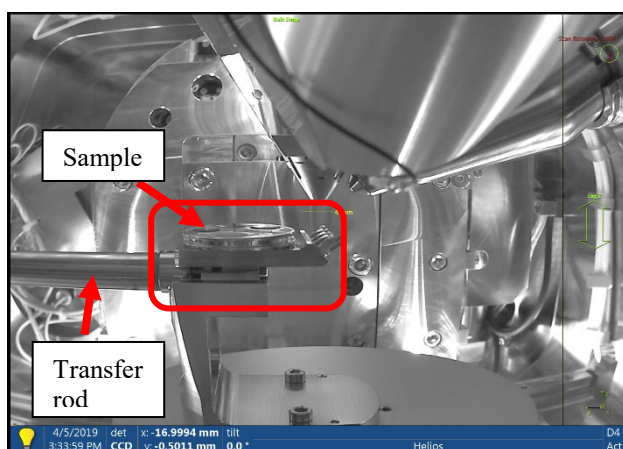 Sample
Transfer
rod
4/5/2019 det x: -16.9994 mm tilt D4
3:33:59 PM CCD y: -0.5011 mm 0.0 ° Helios Act